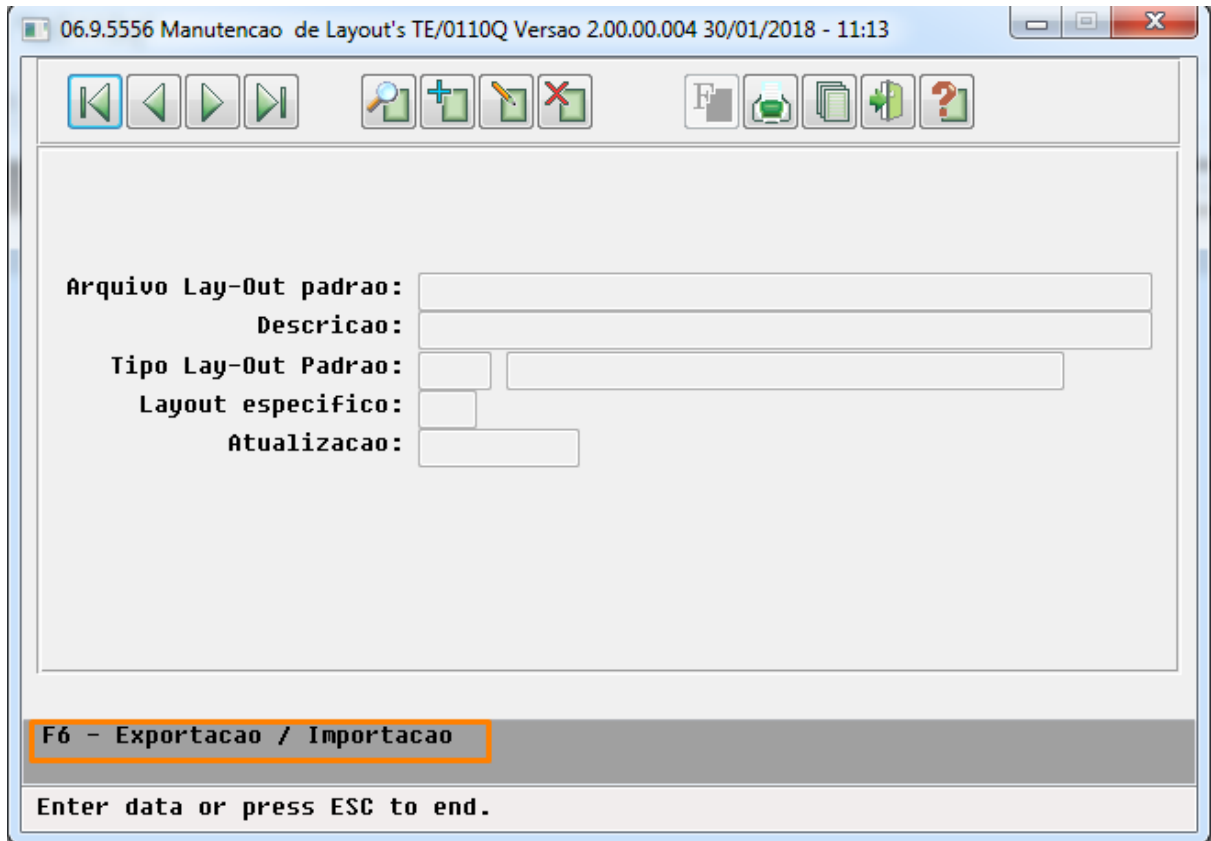 06.9.5556 Manutencao  de Layout's TE/0110Q Versao 2.00.00.004 30/01/2018 - 11:13
F
Arquivo Lay-Out padrao:
Descricao:
Tipo Lay-Out Padrao:
Layout especifico:
Atualizacao:
F6 - Exportacao / Importacao
Enter data or press ESC to end.